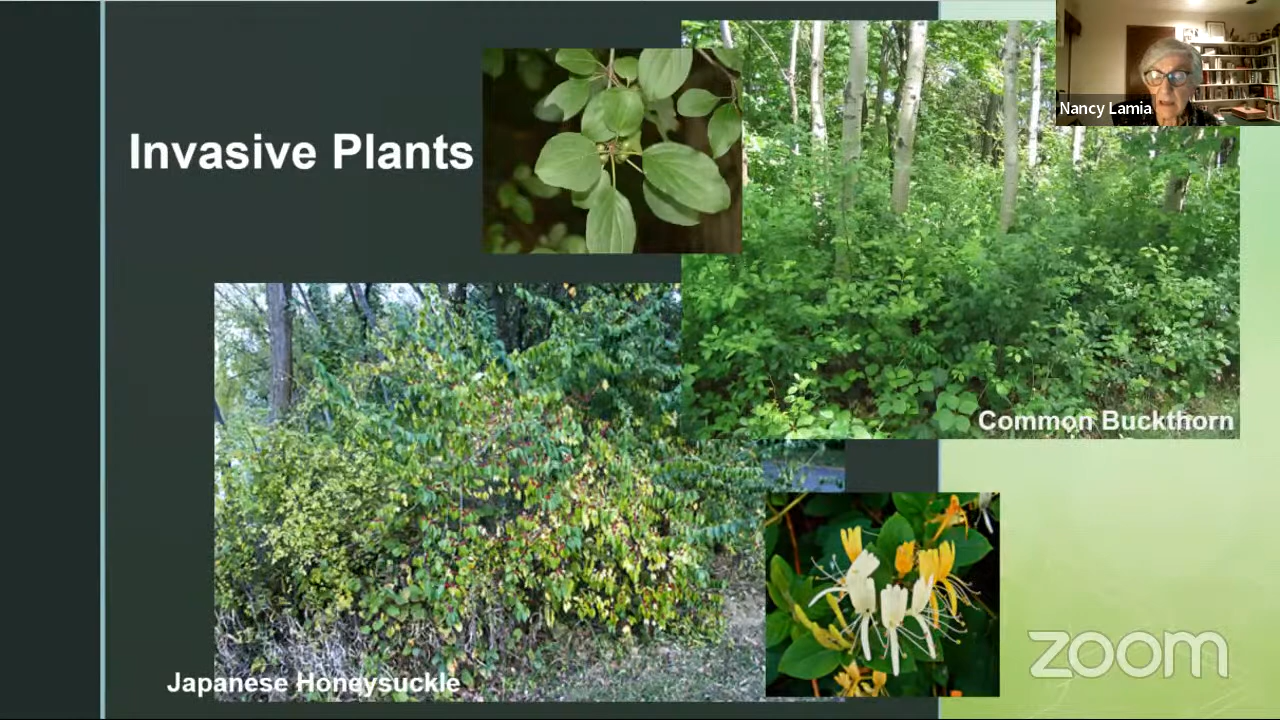 Nancy Lamia
Invasive Plants
Common Buckthorn
Japanese Honeysuckle
zoom